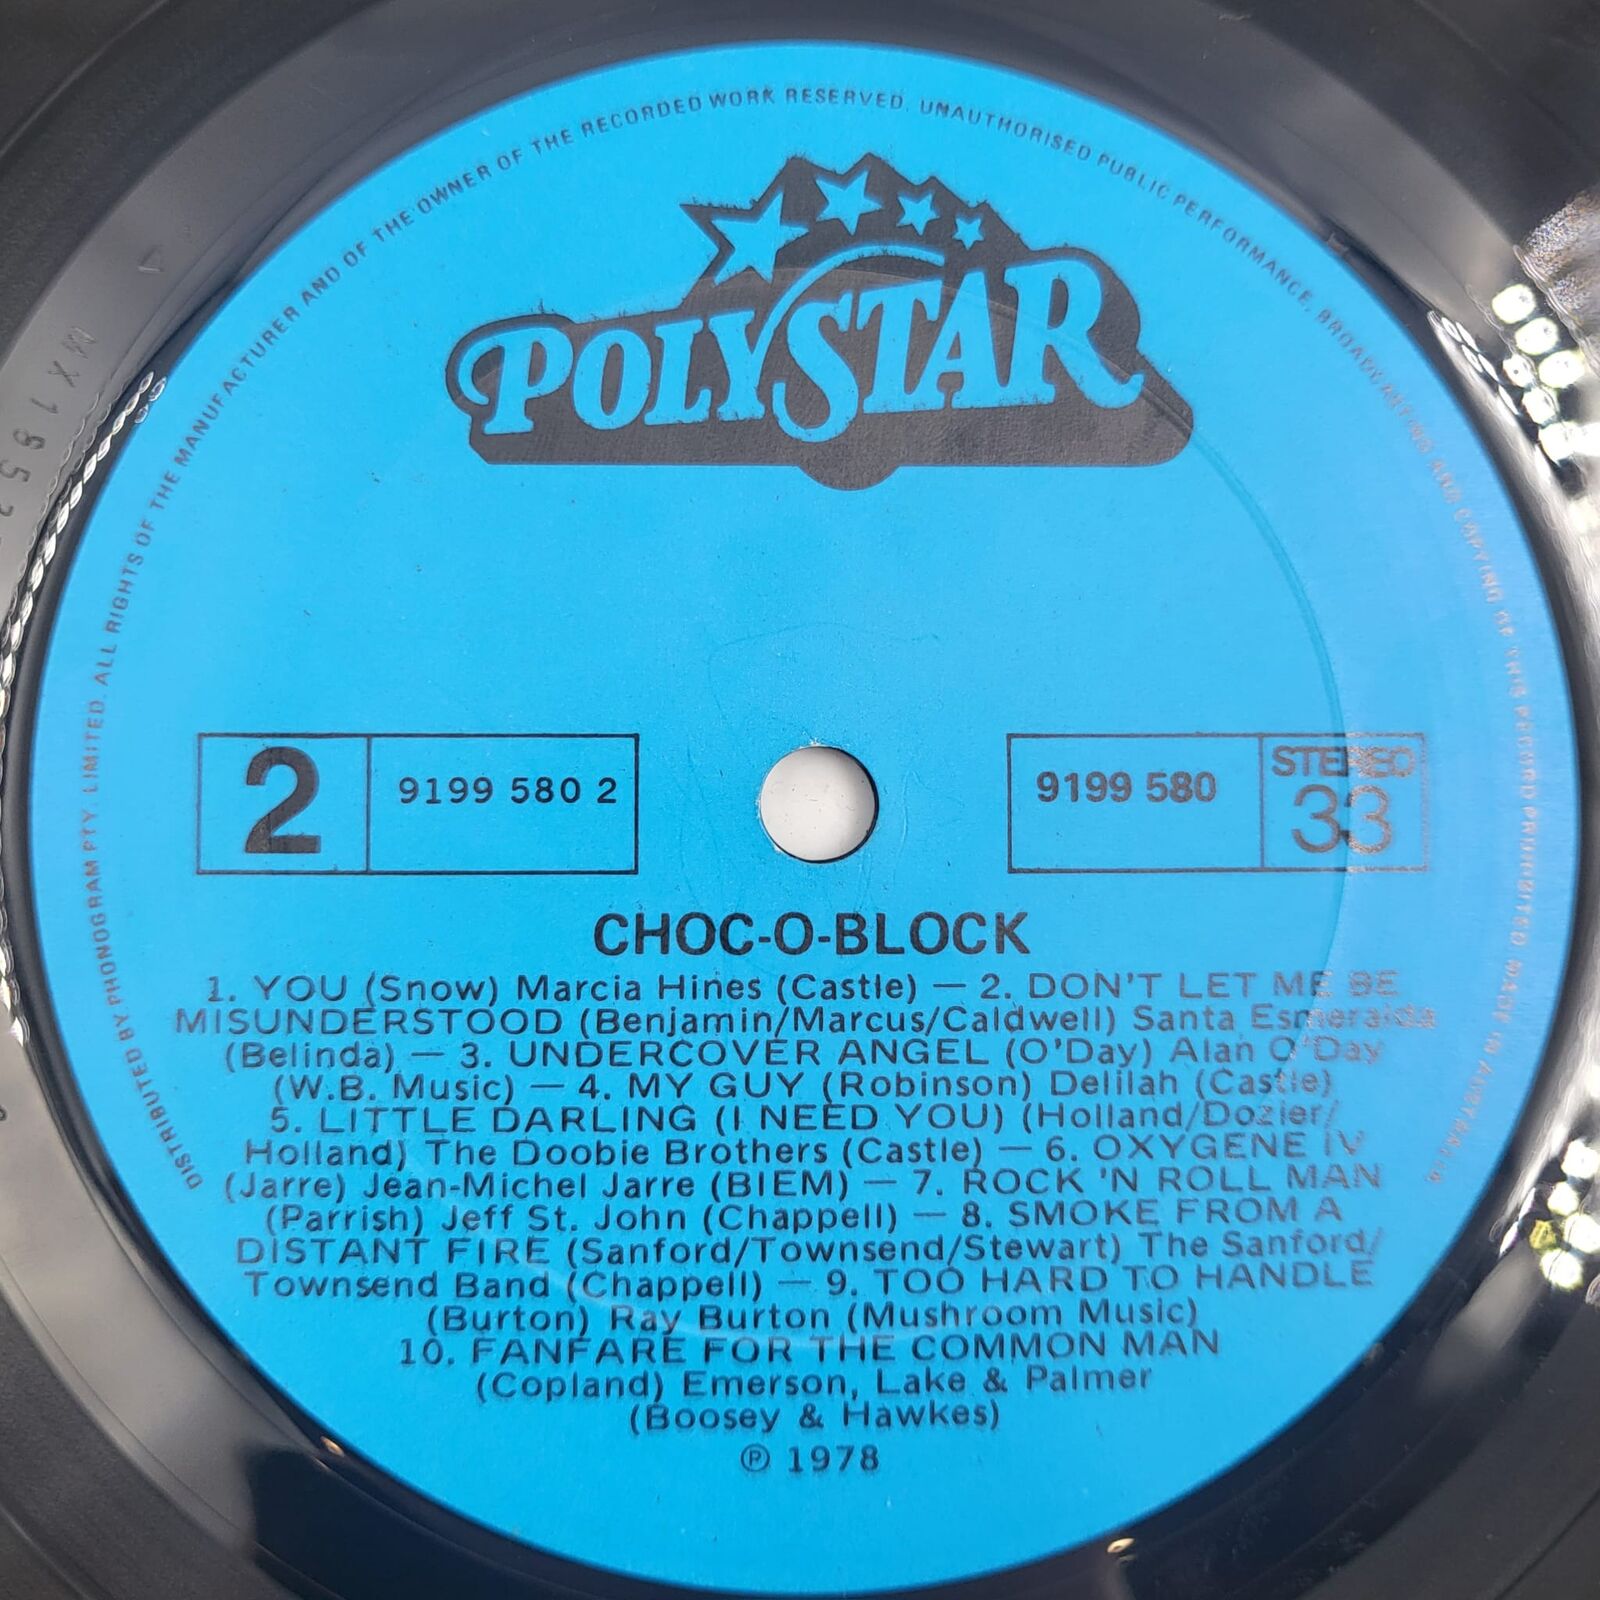 DISTRIBUTED BY PHONOGRAM PTY. LIMITED. ALL RIGHTS OF THE MANUFACTURER AND OF THE OWNER OF THE RECORDED WORK RESERVED. UNAUTHORISED PUBLIC PERFORMANCE, BROADCASTING AND COPYING OF THIS RECORD PROHIBITED MADE IN AUSTRALIA
POLYSTAR
2 9199 580 2
9199 580 STEREO 33
CHOC-O-BLOCK
1. YOU (Snow) Marcia Hines (Castle) — 2. DON'T LET ME BE
MISUNDERSTOOD (Benjamin/Marcus/Caldwell) Santa Esmeralda
(Belinda) — 3. UNDERCOVER ANGEL (O'Day) Alan O'Day
(W.B. Music) — 4. MY GUY (Robinson) Delilah (Castle)
5. LITTLE DARLING (I NEED YOU) (Holland/Dozier/
Holland) The Doobie Brothers (Castle) — 6. OXYGENE IV
(Jarre) Jean-Michel Jarre (BIEM) — 7. ROCK 'N ROLL MAN
(Parrish) Jeff St. John (Chappell) — 8. SMOKE FROM A
DISTANT FIRE (Sanford/Townsend/Stewart) The Sanford/
Townsend Band (Chappell) — 9. TOO HARD TO HANDLE
(Burton) Ray Burton (Mushroom Music)
10. FANFARE FOR THE COMMON MAN
(Copland) Emerson, Lake & Palmer
(Boosey & Hawkes)
℗ 1978